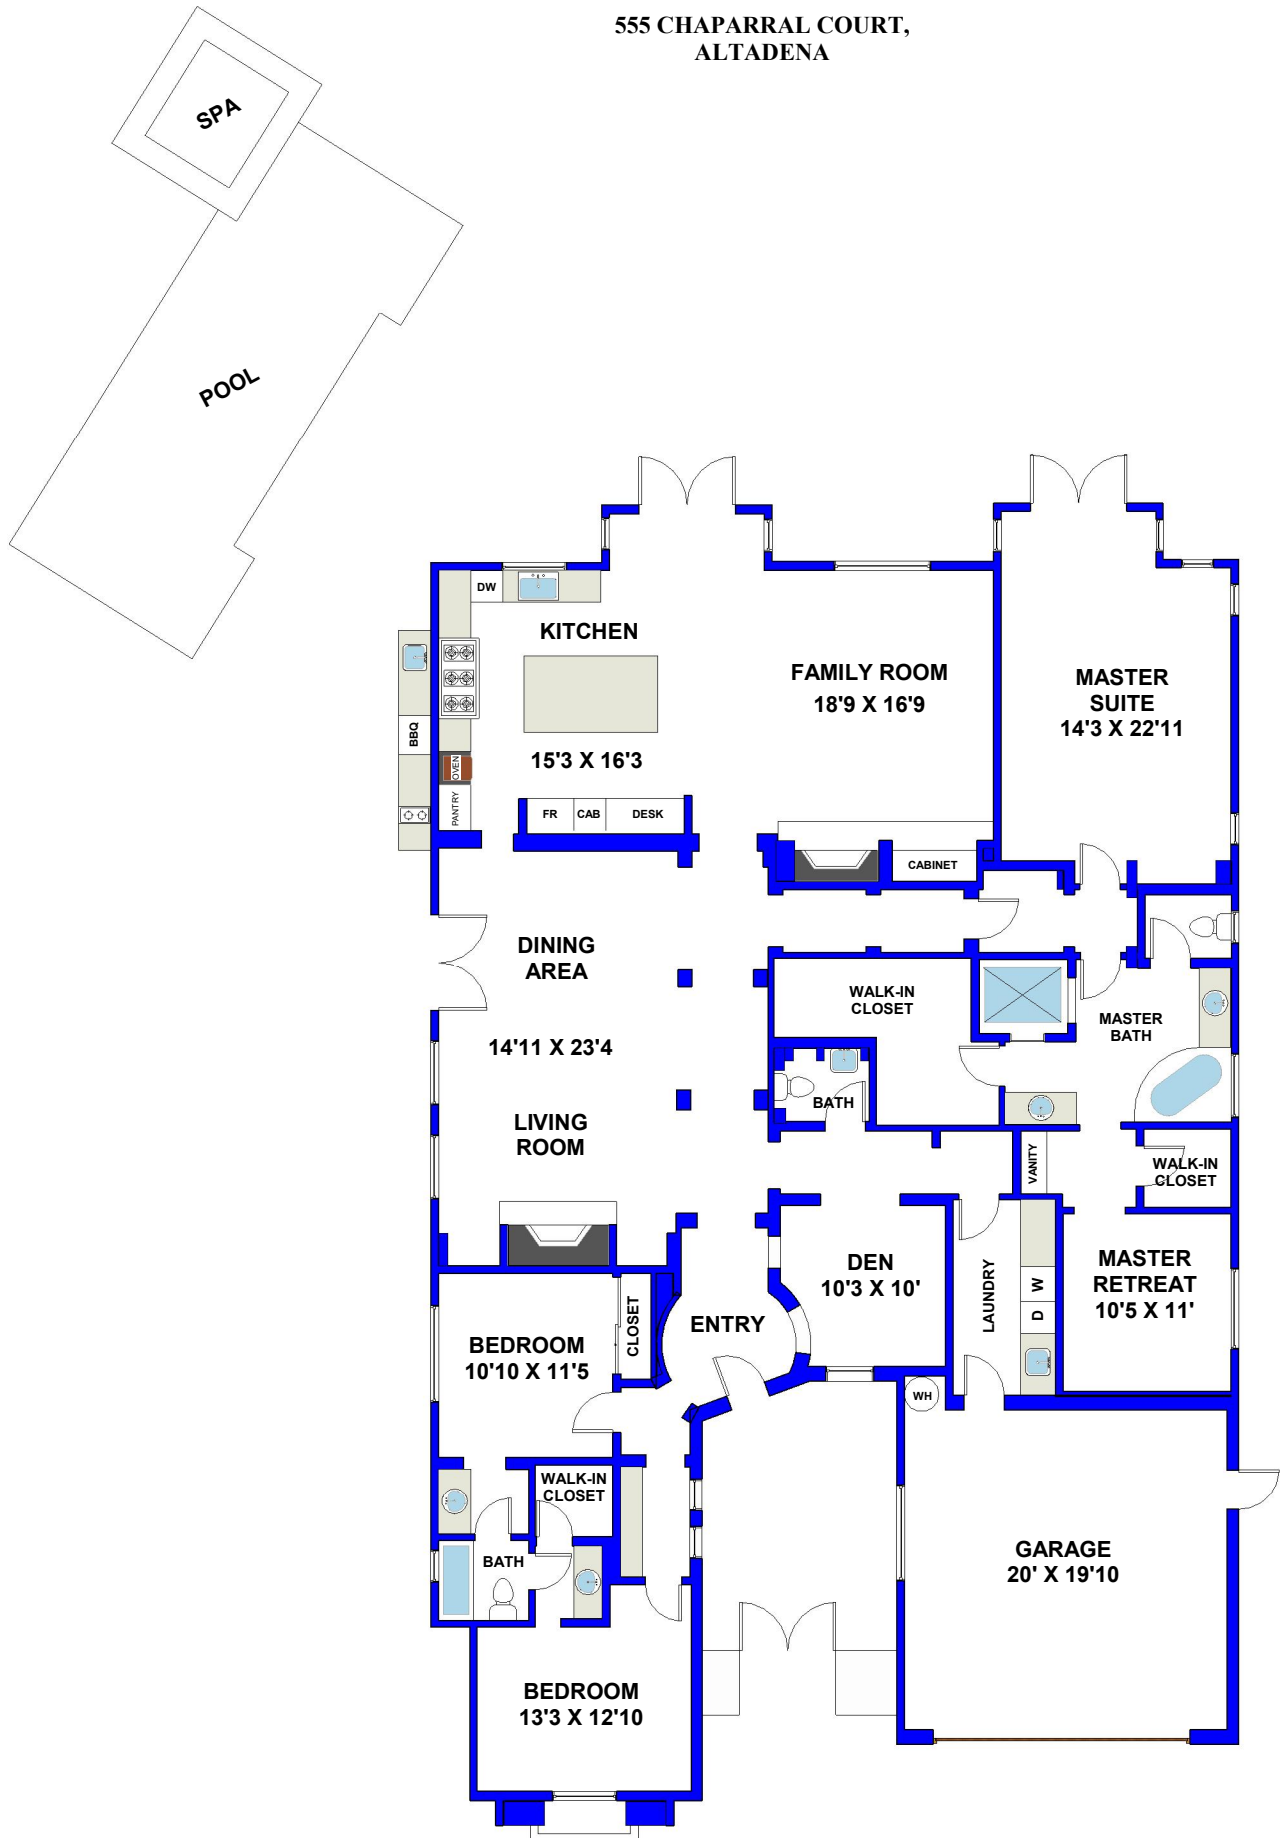 555 CHAPARRAL COURT,
ALTADENA
SPA
POOL
DW
KITCHEN
15'3 X 16'3
BBQ
OVEN
PANTRY
FR
CAB
DESK
FAMILY ROOM
18'9 X 16'9
CABINET
MASTER
SUITE
14'3 X 22'11
DINING
AREA
14'11 X 23'4
LIVING
ROOM
WALK-IN
CLOSET
MASTER
BATH
BATH
VANITY
WALK-IN
CLOSET
DEN
10'3 X 10'
LAUNDRY
W
D
MASTER
RETREAT
10'5 X 11'
ENTRY
CLOSET
BEDROOM
10'10 X 11'5
WH
WALK-IN
CLOSET
BATH
GARAGE
20' X 19'10
BEDROOM
13'3 X 12'10